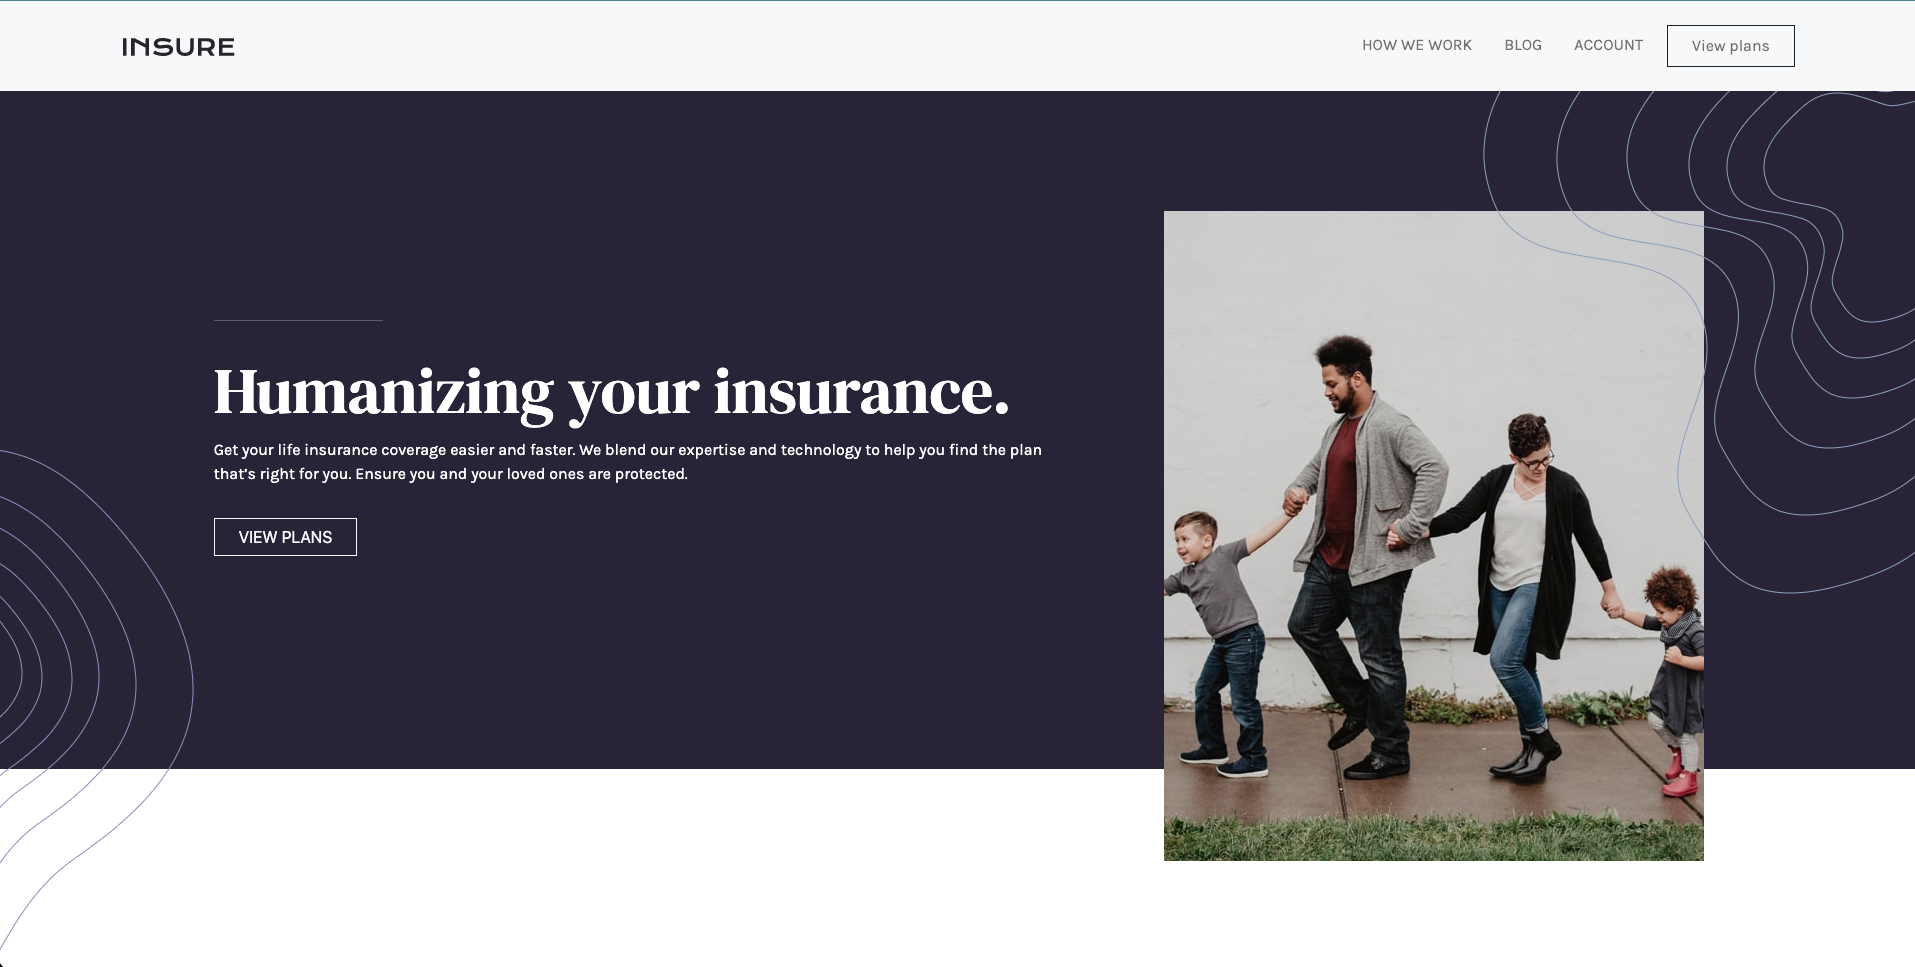 INSURE
HOW WE WORK
BLOG
ACCOUNT
View plans
Humanizing your insurance.
Get your life insurance coverage easier and faster. We blend our expertise and technology to help you find the plan
that’s right for you. Ensure you and your loved ones are protected.
VIEW PLANS